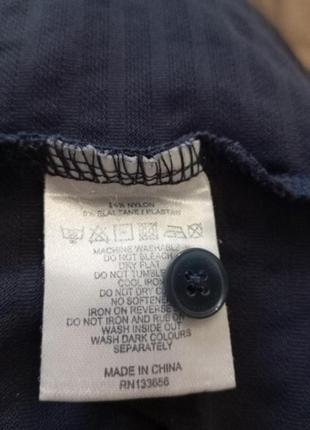 14% NYLON
5% ELASTANE / ELASTAN
MACHINE WASHABLE
DO NOT BLEACH
DRY FLAT
DO NOT TUMBLE
COOL IRON
DO NOT DRY
NO SOFTENER
IRON ON REVERSE
DO NOT IRON AND RUB ON
WASH INSIDE OUT
WASH DARK COLOURS
SEPARATELY
MADE IN CHINA
RN133656